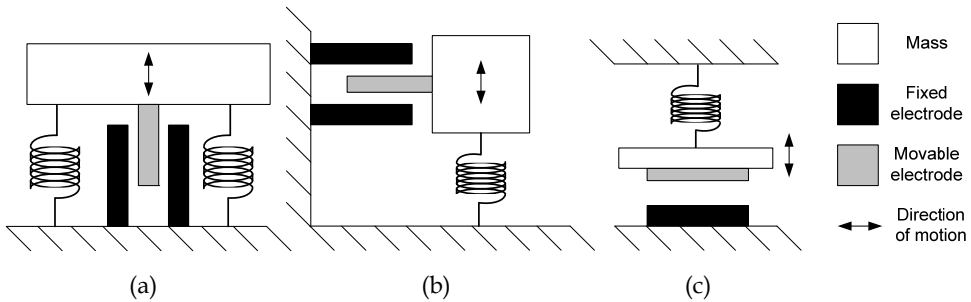 Mass
Fixed
electrode
Movable
electrode
Direction
of motion
(a)
(b)
(c)